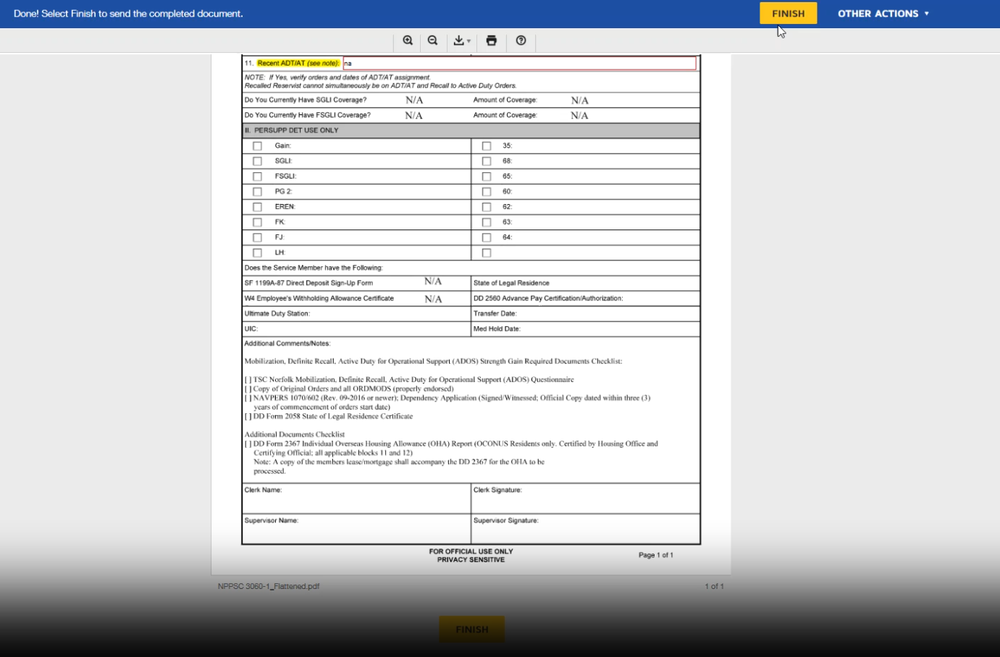 Done! Select Finish to send the completed document.
FINISH
OTHER ACTIONS
11. Recent ADT/AT (see note): na
NOTE: If Yes, verify orders and dates of ADT/AT assignment.
Recalled Reservist cannot simultaneously be on ADT/AT and Recall to Active Duty Orders.
Do You Currently Have SGLI Coverage? N/A Amount of Coverage: N/A
Do You Currently Have FSGLI Coverage? N/A Amount of Coverage: N/A
II. PERSUPP DET USE ONLY
Gain: 35:
SGLI: 68:
FSGLI: 65:
PG 2: 60:
EREN: 62:
FK: 63:
FJ: 64:
LH:
Does the Service Member have the Following:
SF 1199A-87 Direct Deposit Sign-Up Form N/A State of Legal Residence
W4 Employee's Withholding Allowance Certificate N/A DD 2560 Advance Pay Certification/Authorization:
Ultimate Duty Station: Transfer Date:
UIC: Med Hold Date:
Additional Comments/Notes:
Mobilization, Definite Recall, Active Duty for Operational Support (ADOS) Strength Gain Required Documents Checklist:
[ ] TSC Norfolk Mobilization, Definite Recall, Active Duty for Operational Support (ADOS) Questionnaire
[ ] Copy of Original Orders and all ORDMODS (properly endorsed)
[ ] NAVPERS 1070/602 (Rev. 09-2016 or newer); Dependency Application (Signed/Witnessed; Official Copy dated within three (3)
years of commencement of orders start date)
[ ] DD Form 2058 State of Legal Residence Certificate
Additional Documents Checklist
[ ] DD Form 2367 Individual Overseas Housing Allowance (OHA) Report (OCONUS Residents only. Certified by Housing Office and
Certifying Official; all applicable blocks 11 and 12)
Note: A copy of the members lease/mortgage shall accompany the DD 2367 for the OHA to be
processed.
Clerk Name: Clerk Signature:
Supervisor Name: Supervisor Signature:
FOR OFFICIAL USE ONLY
PRIVACY SENSITIVE
Page 1 of 1
NPPSC 3060-1_Flattened.pdf 1 of 1
FINISH